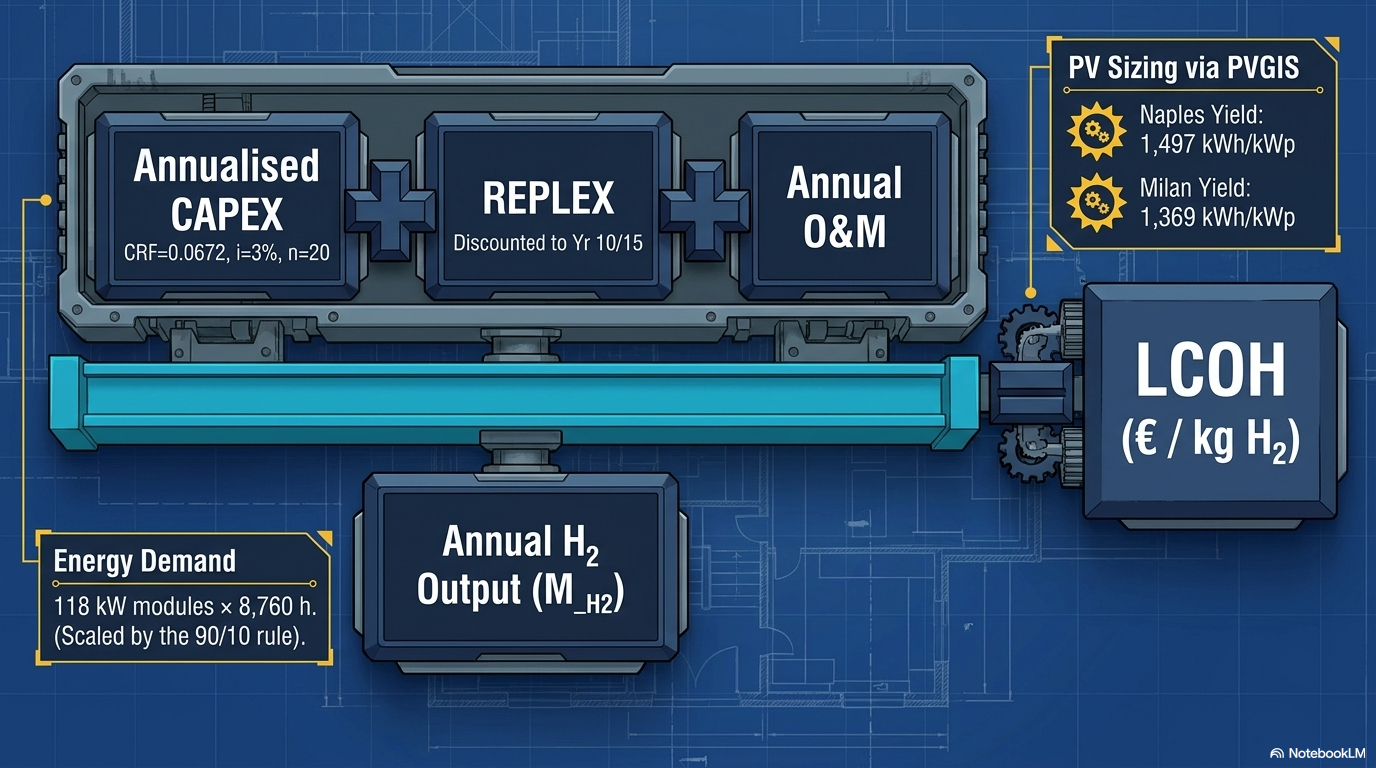 Annualised
CAPEX
CRF=0.0672, i=3%, n=20
REPLEX
Discounted to Yr 10/15
Annual
O&M
PV Sizing via PVGIS
Naples Yield:
1,497 kWh/kWp
Milan Yield:
1,369 kWh/kWp
LCOH
(€ / kg H₂)
Annual H₂
Output (M_H2)
Energy Demand
118 kW modules × 8,760 h.
(Scaled by the 90/10 rule).
NotebookLM